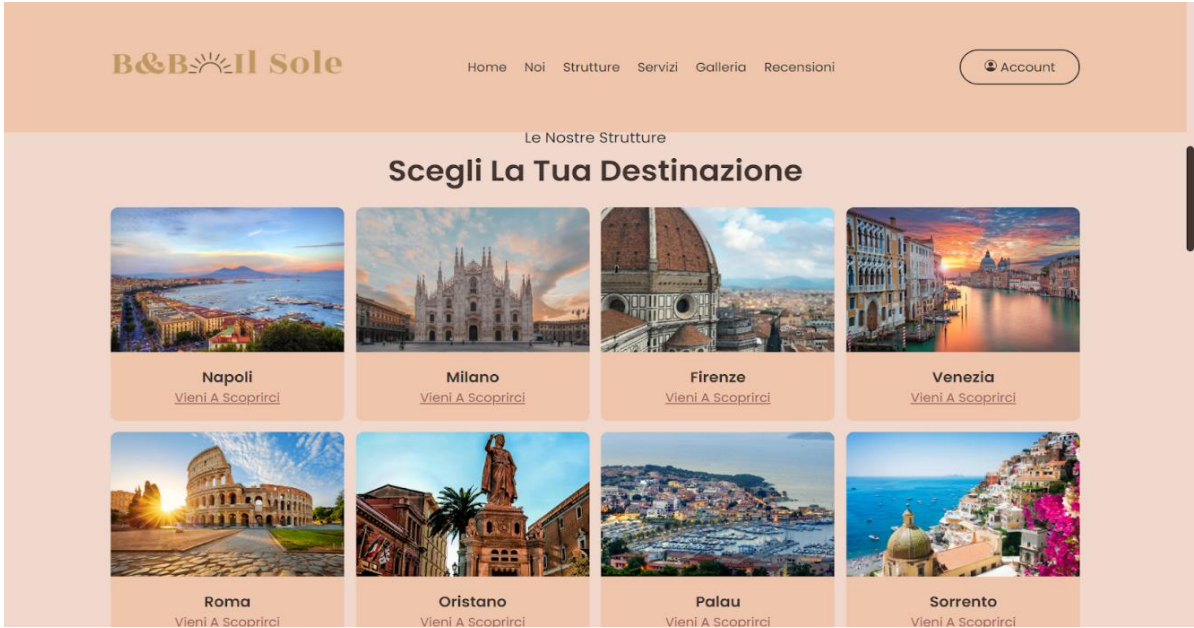 B&B Il Sole
Home Noi Strutture Servizi Galleria Recensioni
Account
Le Nostre Strutture
Scegli La Tua Destinazione
Napoli Milano Firenze Venezia
Vieni A Scoprirci Vieni A Scoprirci Vieni A Scoprirci Vieni A Scoprirci
Roma Oristano Palau Sorrento
Vieni A Scoprirci Vieni A Scoprirci Vieni A Scoprirci Vieni A Scoprirci